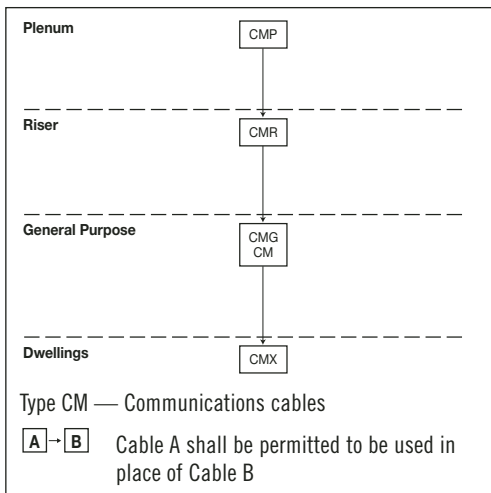 Plenum
CMP
Riser
CMR
General Purpose
CMG
CM
Dwellings
CMX
Type CM — Communications cables
A → B Cable A shall be permitted to be used in
place of Cable B